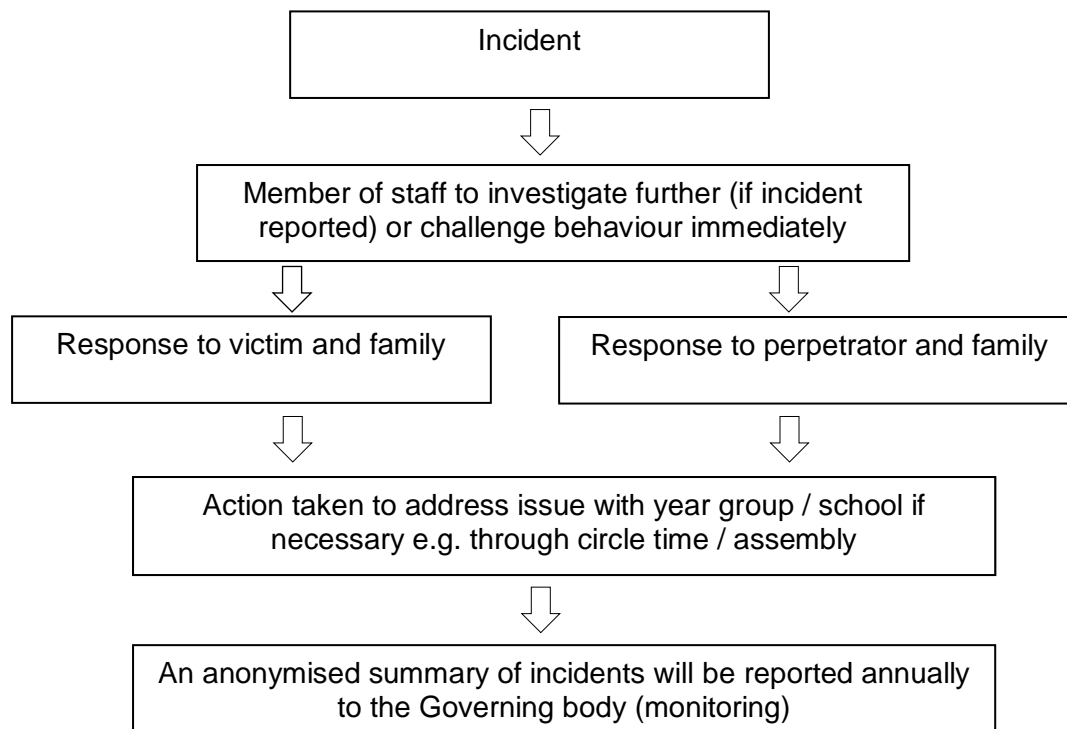 Incident
Member of staff to investigate further (if incident
reported) or challenge behaviour immediately
Response to victim and family
Response to perpetrator and family
Action taken to address issue with year group / school if
necessary e.g. through circle time / assembly
An anonymised summary of incidents will be reported annually
to the Governing body (monitoring)